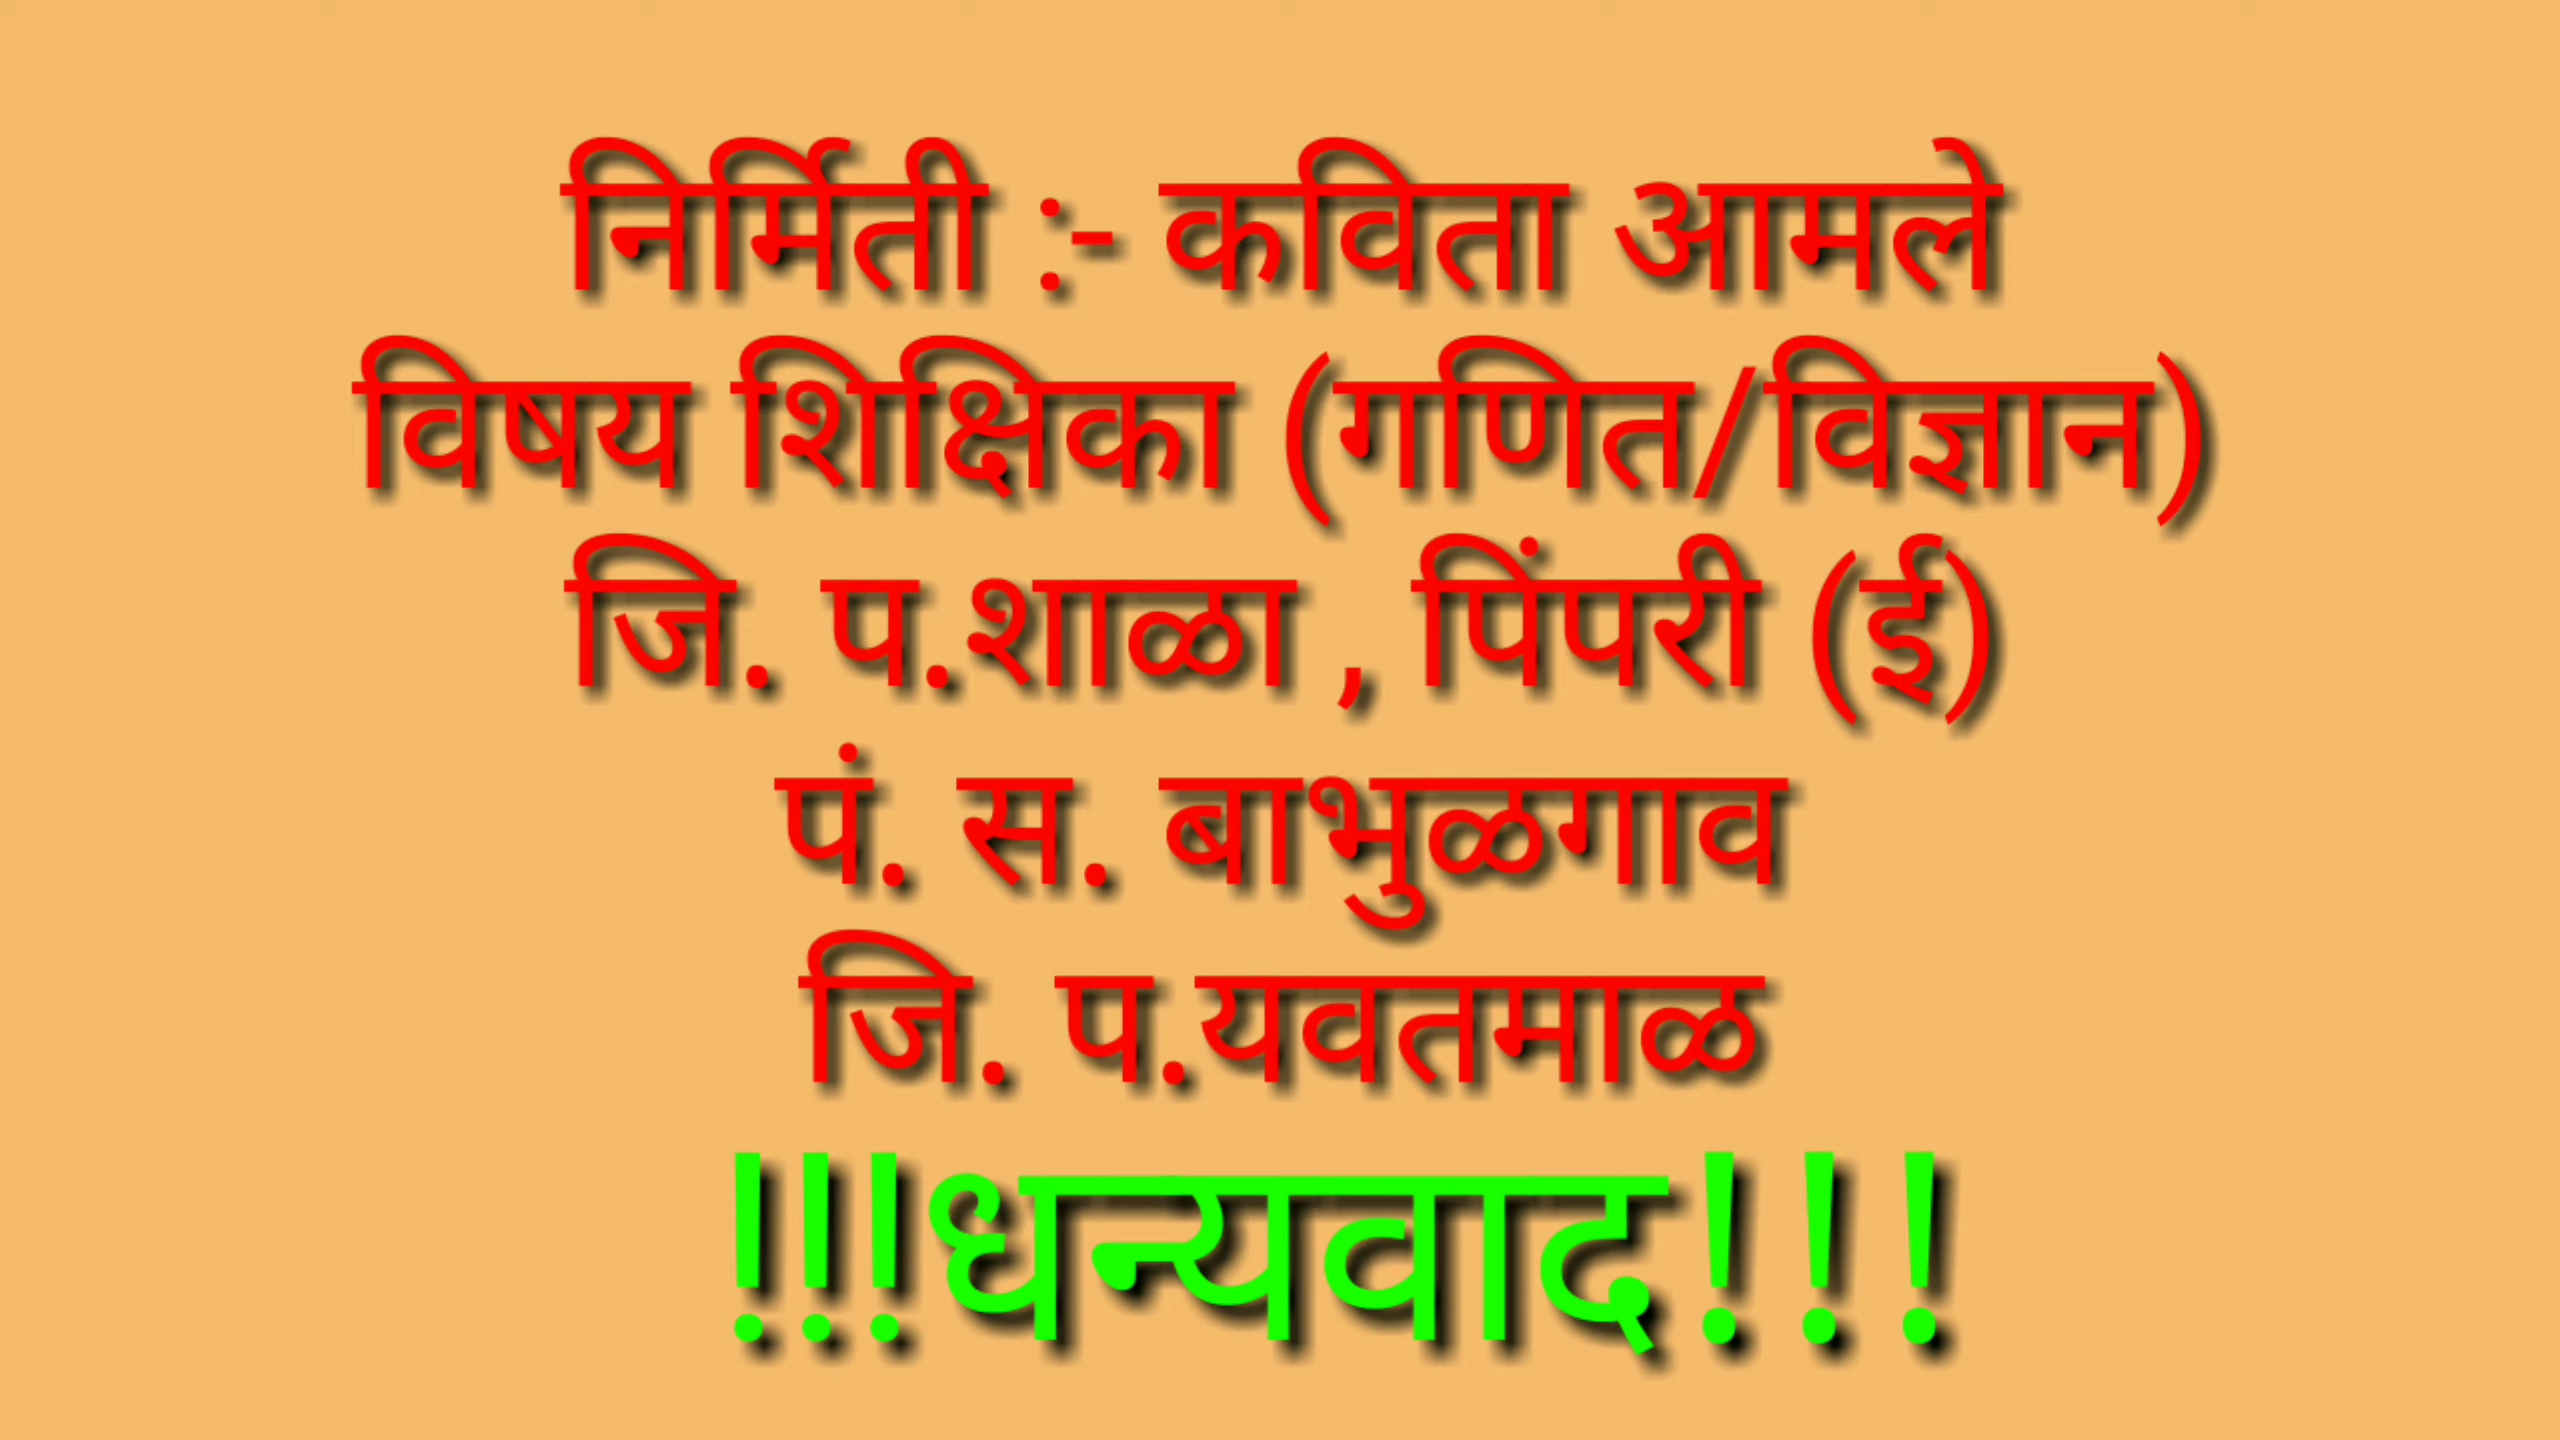 निर्मिती :- कविता आमले
विषय शिक्षिका (गणित/विज्ञान)
जि. प.शाळा , पिंपरी (ई)
पं. स. बाभुळगाव
जि. प.यवतमाळ
!!!धन्यवाद!!!